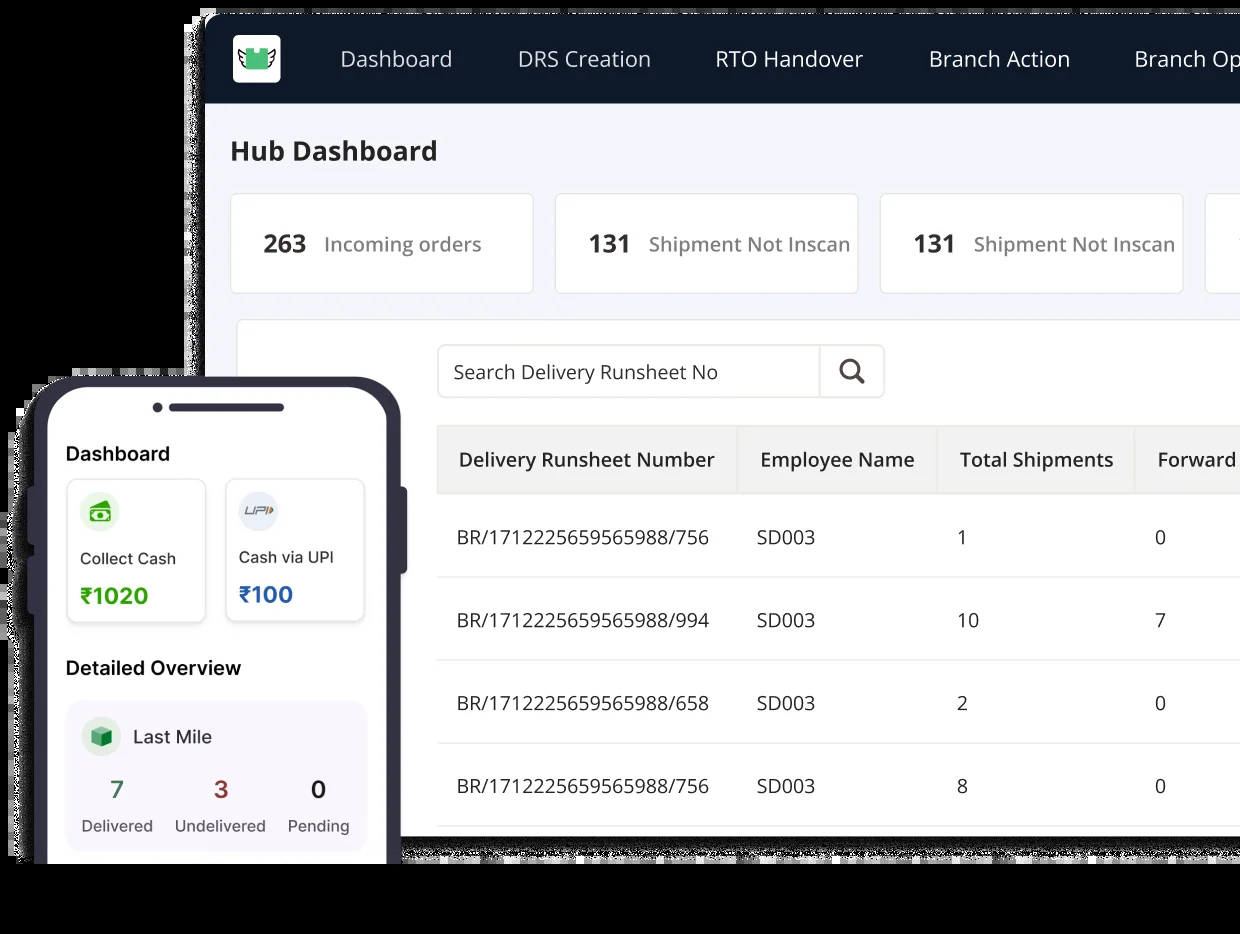 Dashboard DRS Creation RTO Handover Branch Action Branch Op
Hub Dashboard
263 Incoming orders 131 Shipment Not Inscan 131 Shipment Not Inscan
Search Delivery Runsheet No
Delivery Runsheet Number Employee Name Total Shipments Forward
BR/1712225659565988/756 SD003 1 0
BR/1712225659565988/994 SD003 10 7
BR/1712225659565988/658 SD003 2 0
BR/1712225659565988/756 SD003 8 0
Dashboard
Collect Cash
₹1020
UPI
Cash via UPI
₹100
Detailed Overview
Last Mile
7 3 0
Delivered Undelivered Pending